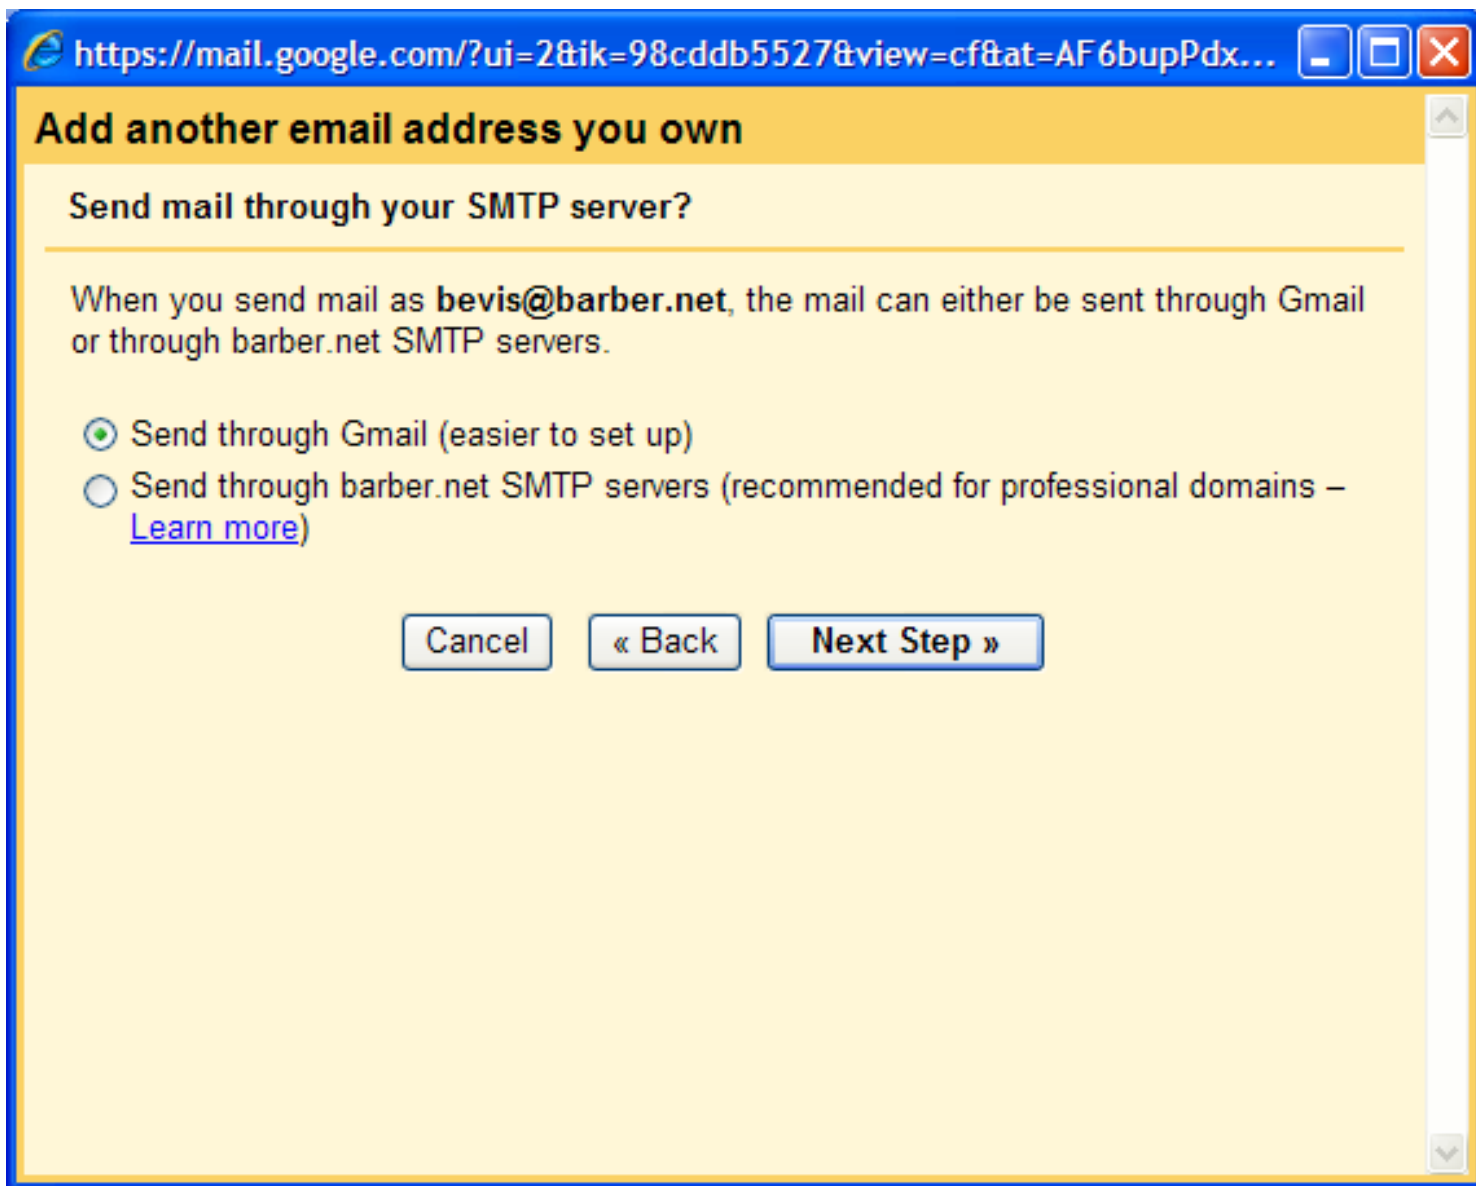 https://mail.google.com/?ui=2&ik=98cddb5527&view=cf&at=AF6bupPdx...
Add another email address you own
Send mail through your SMTP server?
When you send mail as bevis@barber.net, the mail can either be sent through Gmail
or through barber.net SMTP servers.
Send through Gmail (easier to set up)
Send through barber.net SMTP servers (recommended for professional domains –
Learn more)
Cancel « Back Next Step »